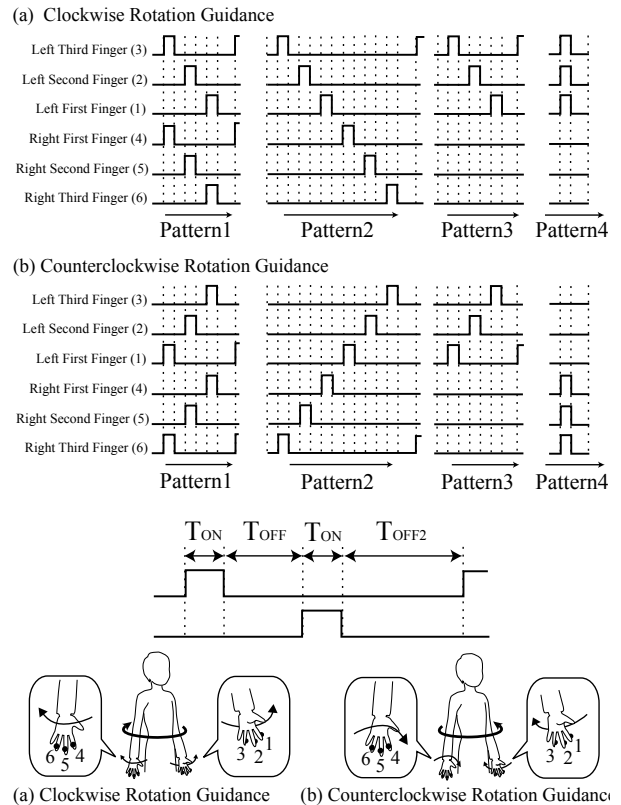 (a) Clockwise Rotation Guidance
Left Third Finger (3)
Left Second Finger (2)
Left First Finger (1)
Right First Finger (4)
Right Second Finger (5)
Right Third Finger (6)
Pattern1 Pattern2 Pattern3 Pattern4
(b) Counterclockwise Rotation Guidance
Left Third Finger (3)
Left Second Finger (2)
Left First Finger (1)
Right First Finger (4)
Right Second Finger (5)
Right Third Finger (6)
Pattern1 Pattern2 Pattern3 Pattern4
TON TOFF TON TOFF2
6 5 4 3 2 1 6 5 4 3 2 1
(a) Clockwise Rotation Guidance (b) Counterclockwise Rotation Guidance